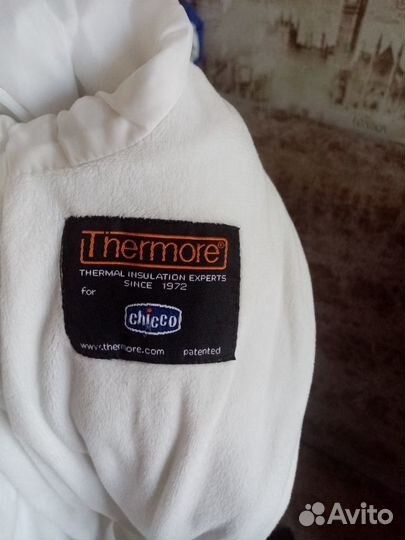 Thermore®
THERMAL INSULATION EXPERTS
SINCE 1972
for
chicco
www.thermore.com patented
Avito